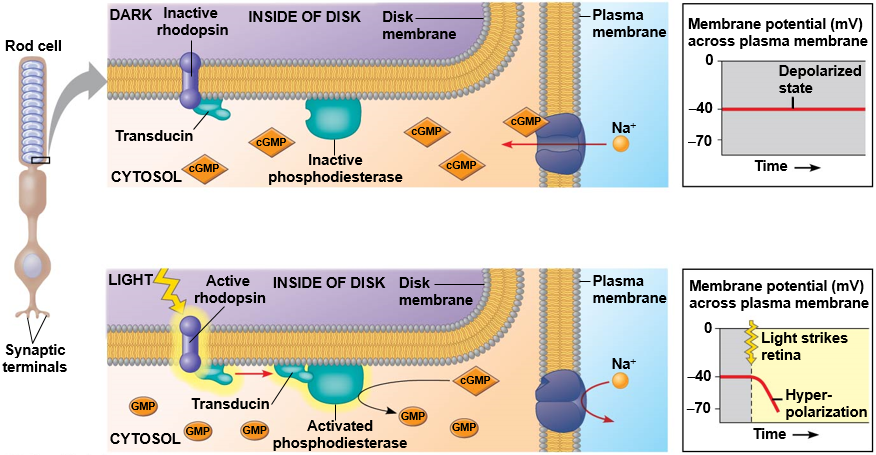 Rod cell
Synaptic
terminals
DARK
Inactive
rhodopsin
INSIDE OF DISK
Disk
membrane
Plasma
membrane
Transducin
Inactive
phosphodiesterase
cGMP
cGMP
cGMP
cGMP
cGMP
Na⁺
CYTOSOL
Membrane potential (mV)
across plasma membrane
0
–40
–70
Depolarized
state
Time
LIGHT
Active
rhodopsin
INSIDE OF DISK
Disk
membrane
Plasma
membrane
Transducin
Activated
phosphodiesterase
cGMP
GMP
GMP
GMP
GMP
GMP
Na⁺
CYTOSOL
Membrane potential (mV)
across plasma membrane
0
–40
–70
Light strikes
retina
Hyper-
polarization
Time